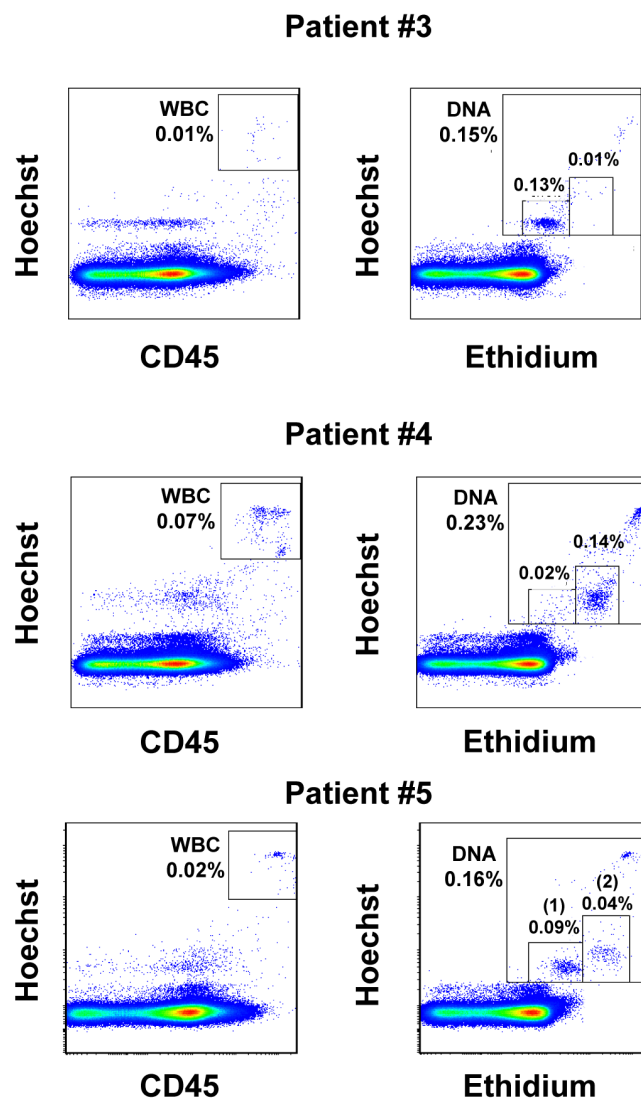 Patient #3
WBC
0.01%
Hoechst
CD45
DNA
0.15%
0.13%
0.01%
Hoechst
Ethidium
Patient #4
WBC
0.07%
Hoechst
CD45
DNA
0.23%
0.02%
0.14%
Hoechst
Ethidium
Patient #5
WBC
0.02%
Hoechst
CD45
DNA
0.16%
(1)
0.09%
(2)
0.04%
Hoechst
Ethidium